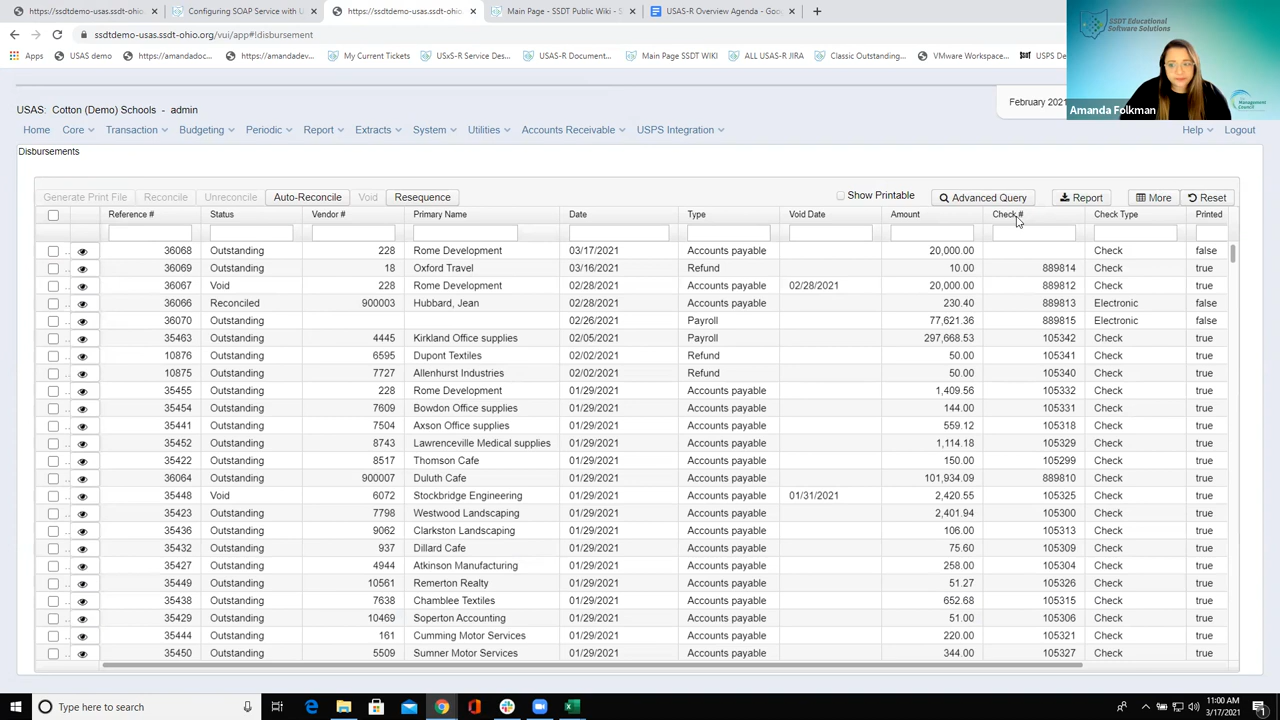 https://ssdtdemo-usas.ssdt-ohio. Configuring SOAP Service with U https://ssdtdemo-usas.ssdt-ohio. Main Page - SSDT Public Wiki - S USAS-R Overview Agenda - Goo
ssdtdemo-usas.ssdt-ohio.org/vui/app#!disbursement
Apps USAS demo https://amandadoc... https://amandadev... My Current Tickets USxS-R Service Des... USAS-R Document... Main Page SSDT WIKI ALL USAS-R JIRA Classic Outstanding... VMware Workspace... USPS De
SSDT Educational
Software Solutions
Management
Council
Amanda Folkman
USAS: Cotton (Demo) Schools - admin
February 2021
Home Core Transaction Budgeting Periodic Report Extracts System Utilities Accounts Receivable USPS Integration Help Logout
Disbursements
Generate Print File Reconcile Unreconcile Auto-Reconcile Void Resequence Show Printable Advanced Query Report More Reset
Reference # Status Vendor # Primary Name Date Type Void Date Amount Check # Check Type Printed
36068 Outstanding 228 Rome Development 03/17/2021 Accounts payable 20,000.00 Check false
36069 Outstanding 18 Oxford Travel 03/16/2021 Refund 10.00 889814 Check true
36067 Void 228 Rome Development 02/28/2021 Accounts payable 02/28/2021 20,000.00 889812 Check true
36066 Reconciled 900003 Hubbard, Jean 02/28/2021 Accounts payable 230.40 889813 Electronic false
36070 Outstanding 02/26/2021 Payroll 77,621.36 889815 Electronic false
35463 Outstanding 4445 Kirkland Office supplies 02/05/2021 Payroll 297,668.53 105342 Check true
10876 Outstanding 6595 Dupont Textiles 02/02/2021 Refund 50.00 105341 Check true
10875 Outstanding 7727 Allenhurst Industries 02/02/2021 Refund 50.00 105340 Check true
35455 Outstanding 228 Rome Development 01/29/2021 Accounts payable 1,409.56 105332 Check true
35454 Outstanding 7609 Bowdon Office supplies 01/29/2021 Accounts payable 144.00 105331 Check true
35441 Outstanding 7504 Axson Office supplies 01/29/2021 Accounts payable 559.12 105318 Check true
35452 Outstanding 8743 Lawrenceville Medical supplies 01/29/2021 Accounts payable 1,114.18 105329 Check true
35422 Outstanding 8517 Thomson Cafe 01/29/2021 Accounts payable 150.00 105299 Check true
36064 Outstanding 900007 Duluth Cafe 01/29/2021 Accounts payable 101,934.09 889810 Check true
35448 Void 6072 Stockbridge Engineering 01/29/2021 Accounts payable 01/31/2021 2,420.55 105325 Check true
35423 Outstanding 7798 Westwood Landscaping 01/29/2021 Accounts payable 2,401.94 105300 Check true
35436 Outstanding 9062 Clarkston Landscaping 01/29/2021 Accounts payable 106.00 105313 Check true
35432 Outstanding 937 Dillard Cafe 01/29/2021 Accounts payable 75.60 105309 Check true
35427 Outstanding 4944 Atkinson Manufacturing 01/29/2021 Accounts payable 258.00 105304 Check true
35449 Outstanding 10561 Remerton Realty 01/29/2021 Accounts payable 51.27 105326 Check true
35438 Outstanding 7638 Chamblee Textiles 01/29/2021 Accounts payable 652.68 105315 Check true
35429 Outstanding 10469 Soperton Accounting 01/29/2021 Accounts payable 51.00 105306 Check true
35444 Outstanding 161 Cumming Motor Services 01/29/2021 Accounts payable 220.00 105321 Check true
35450 Outstanding 5509 Sumner Motor Services 01/29/2021 Accounts payable 344.00 105327 Check true
Type here to search
11:00 AM
3/17/2021